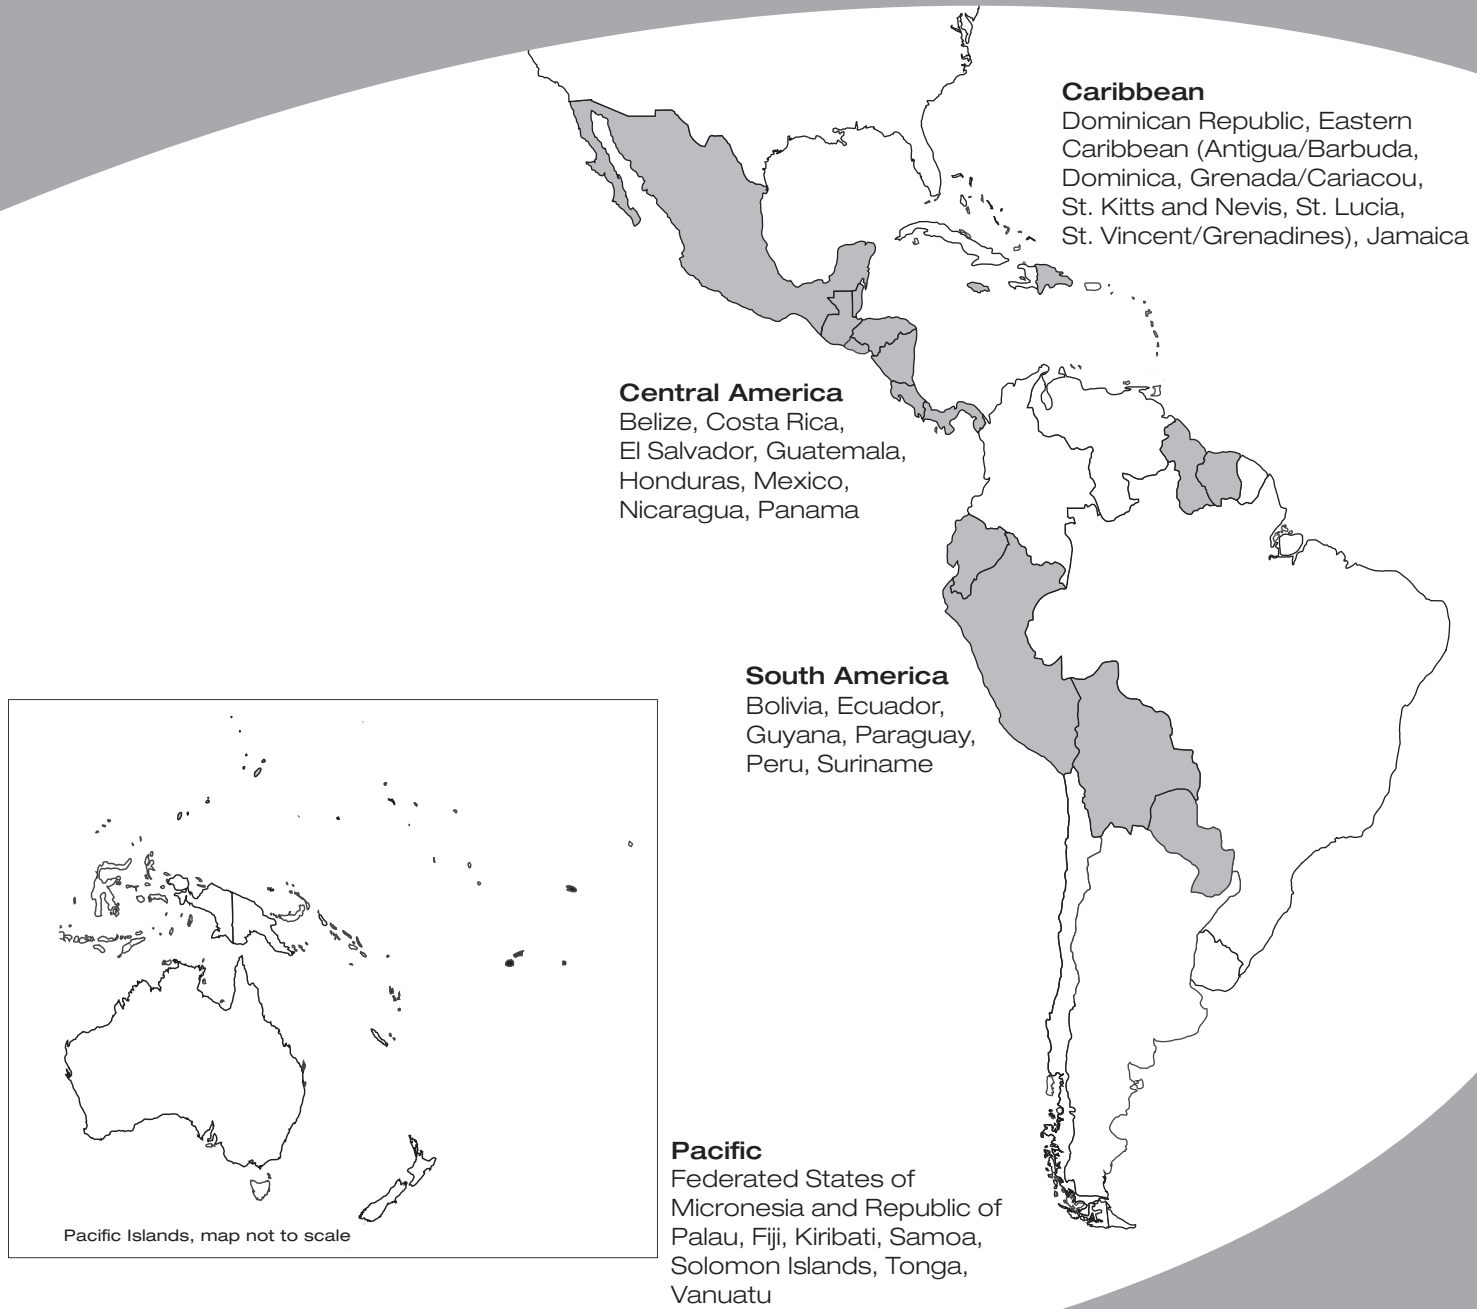 Caribbean
Dominican Republic, Eastern
Caribbean (Antigua/Barbuda,
Dominica, Grenada/Cariacou,
St. Kitts and Nevis, St. Lucia,
St. Vincent/Grenadines), Jamaica
Central America
Belize, Costa Rica,
El Salvador, Guatemala,
Honduras, Mexico,
Nicaragua, Panama
South America
Bolivia, Ecuador,
Guyana, Paraguay,
Peru, Suriname
Pacific Islands, map not to scale
Pacific
Federated States of
Micronesia and Republic of
Palau, Fiji, Kiribati, Samoa,
Solomon Islands, Tonga,
Vanuatu